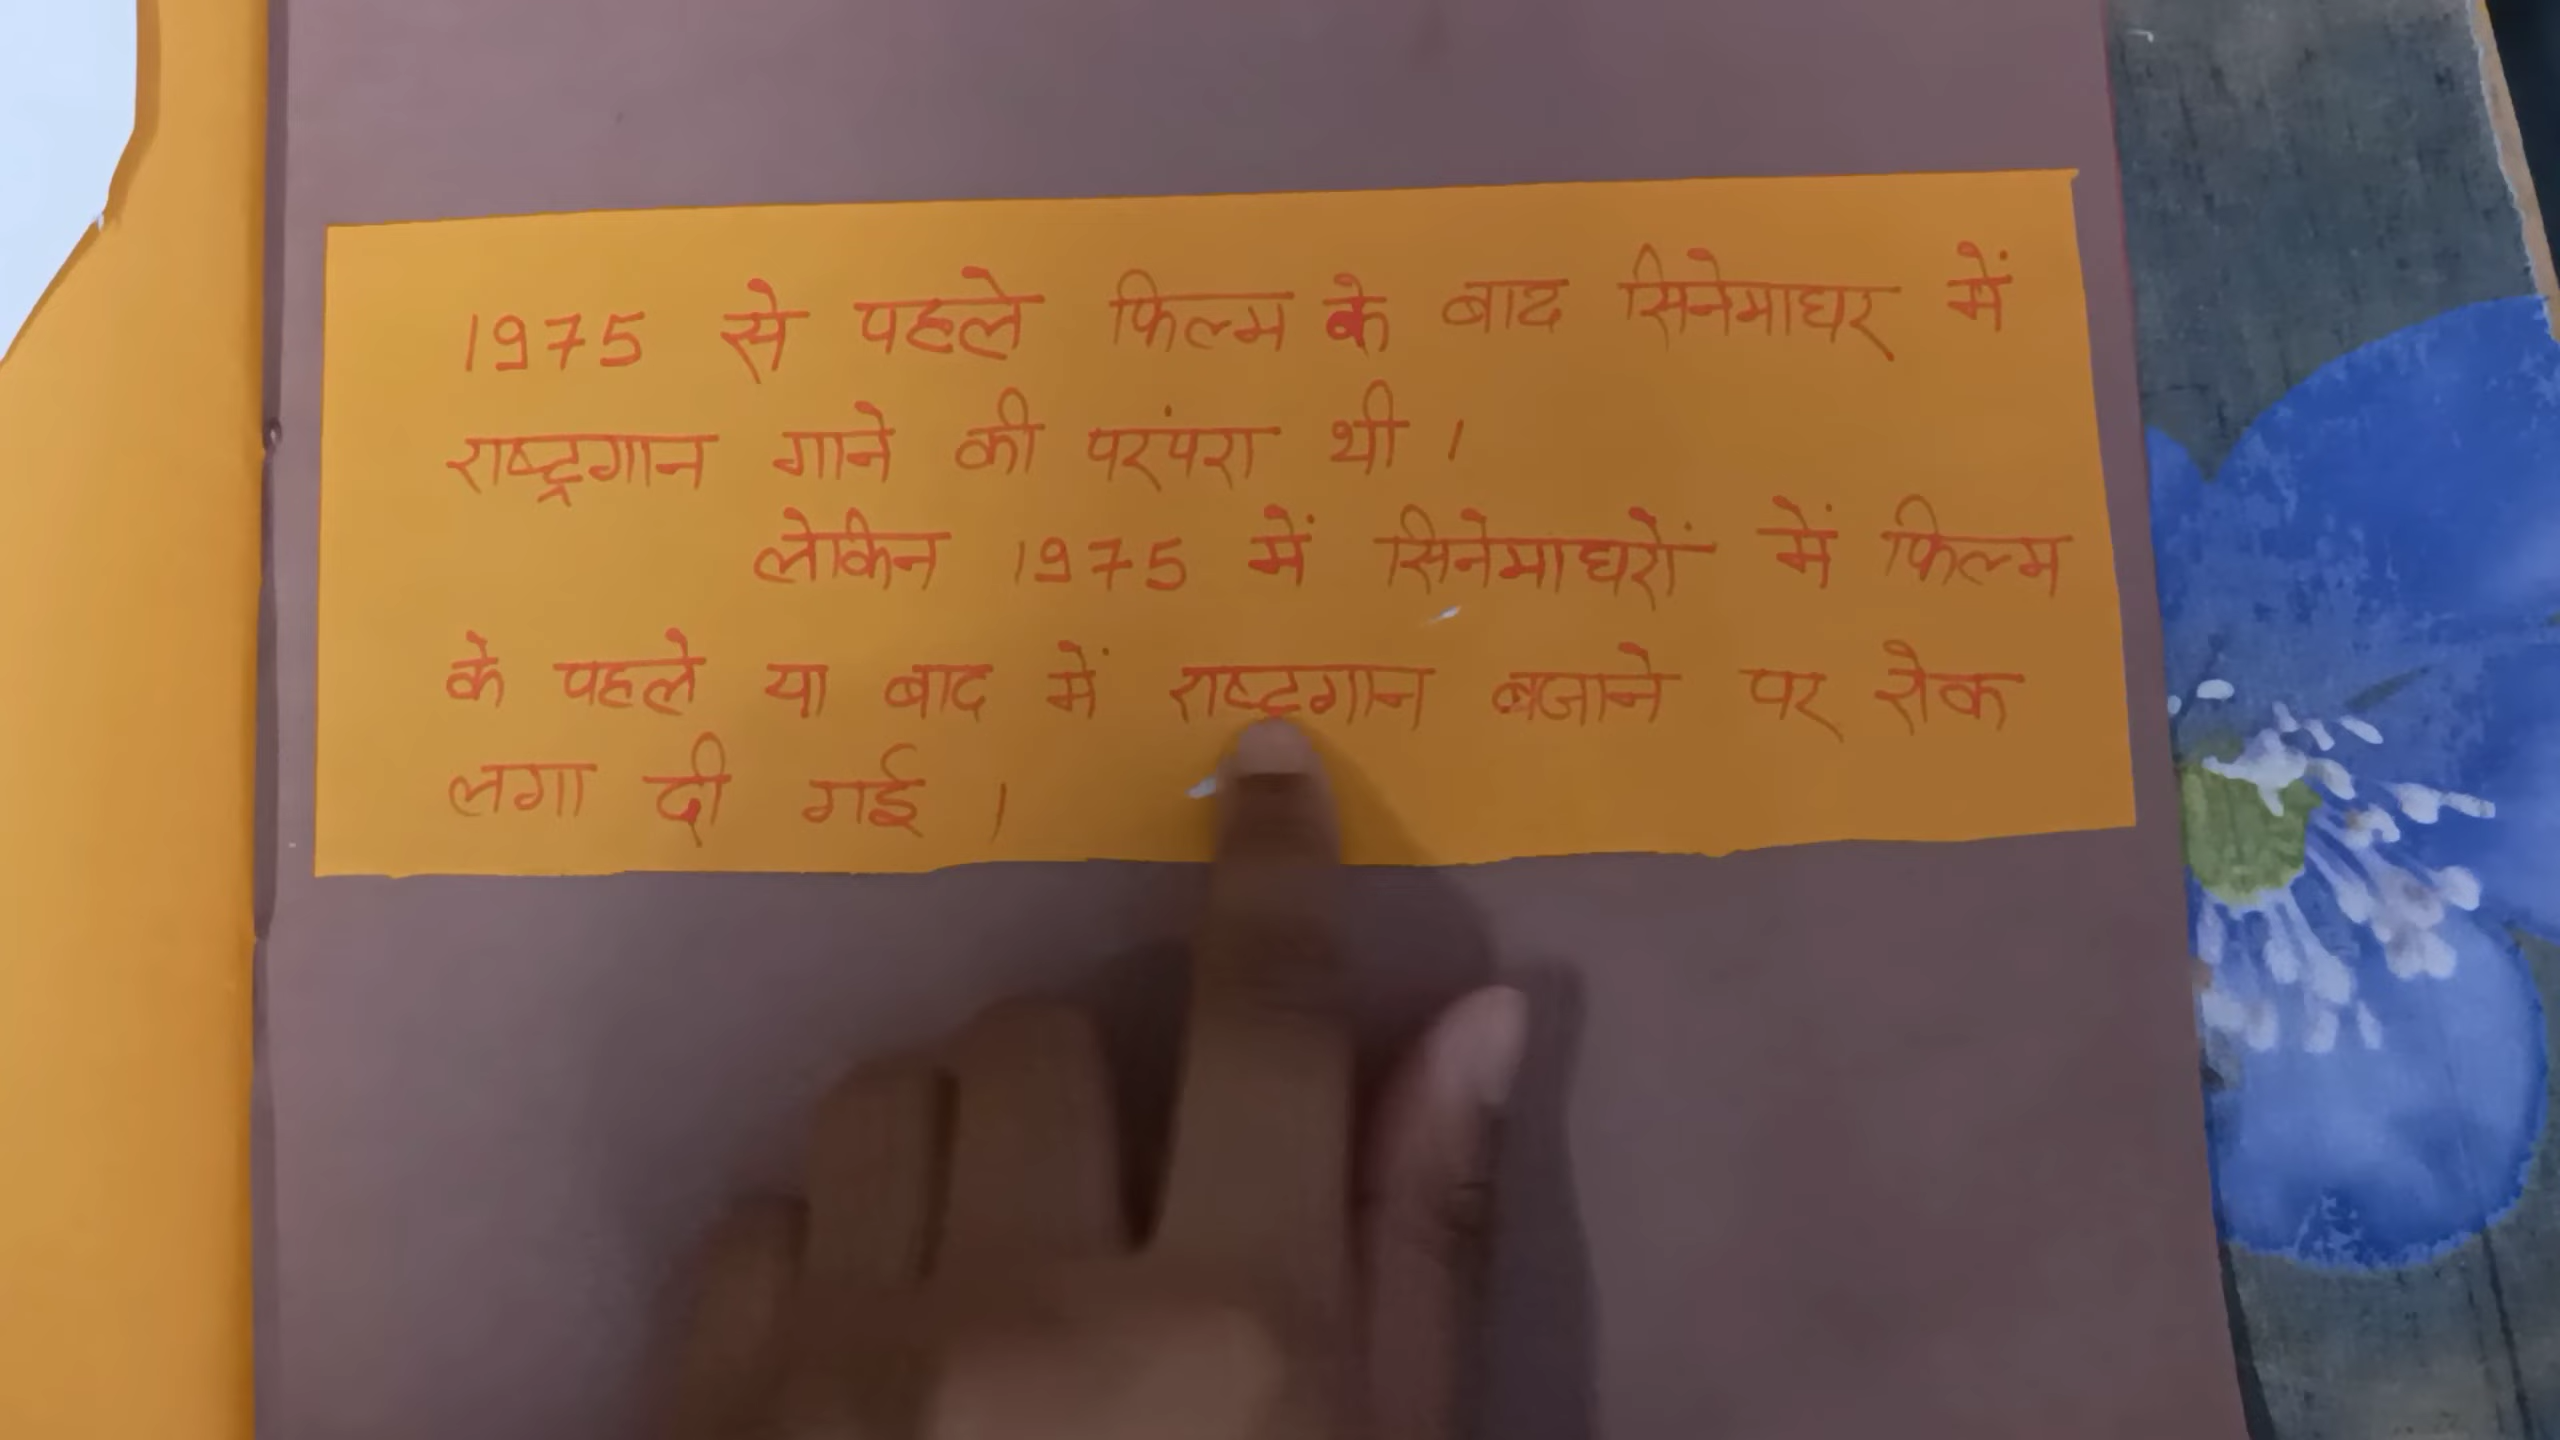 1975 से पहले फिल्म के बाद सिनेमाघर में
राष्ट्रगान गाने की परंपरा थी ।
लेकिन 1975 में सिनेमाघरों में फिल्म
के पहले या बाद में राष्ट्रगान बजाने पर रोक
लगा दी गई ।